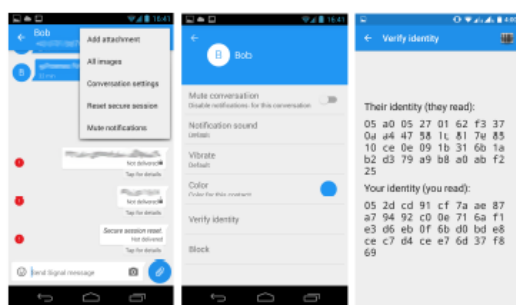 16:41
Bob
Add attachment
All images
Conversation settings
Reset secure session
Mute notifications
B
Not delivered
Tap for details
Not delivered
Tap for details
Secure session reset.
Not delivered
Tap for details
Send Signal message
16:41
B
Bob
Mute conversation
Disable notifications for this conversation
Notification sound
Default
Vibrate
Default
Color
Color for this contact
Verify identity
Block
Verify identity
Their identity (they read):
05 a0 05 27 01 62 f3 37
0a a4 47 58 1c 81 7e 85
10 ce 0e 09 1b 31 6b 1a
b2 d3 79 a9 b8 a0 ab f2
25
Your identity (you read):
05 2d cd 91 cf 7a ae 87
a7 94 92 c0 0e 71 6a f1
e3 d6 eb 0f 6b d0 bd e8
ce c7 d4 ce e7 6d 37 f8
69